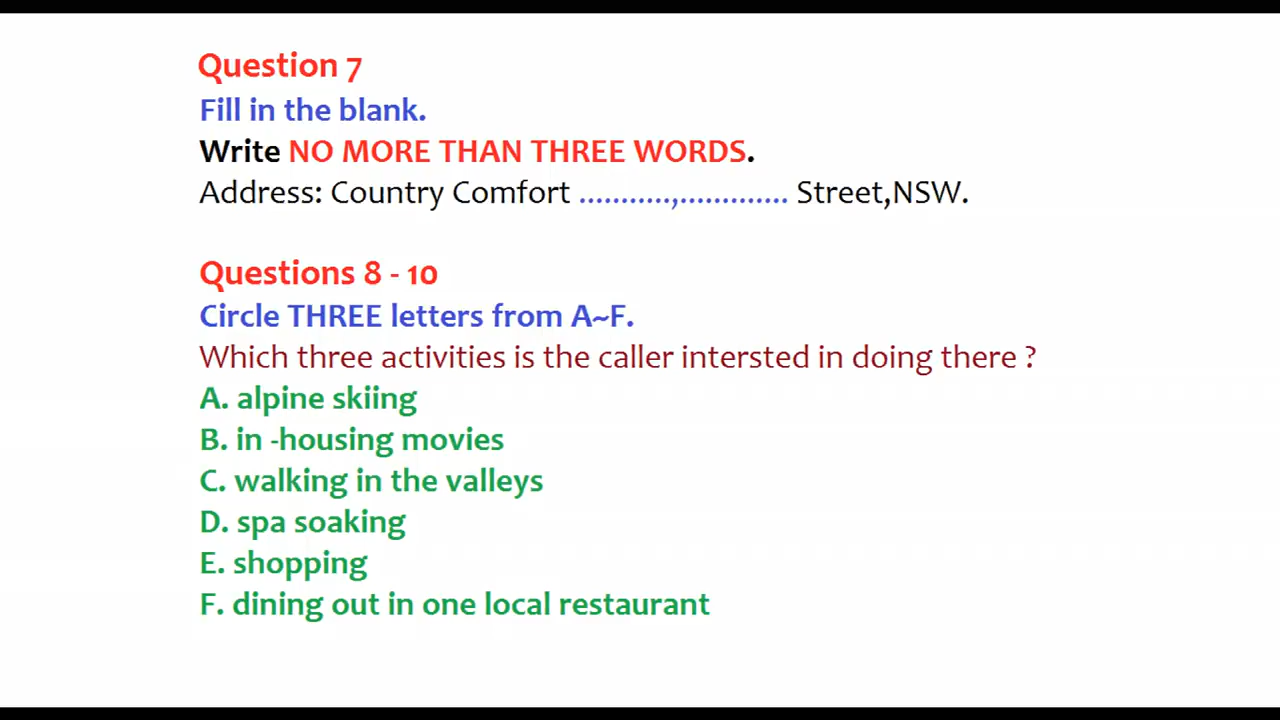 Question 7
Fill in the blank.
Write NO MORE THAN THREE WORDS.
Address: Country Comfort ...........,............. Street,NSW.
Questions 8 - 10
Circle THREE letters from A~F.
Which three activities is the caller intersted in doing there ?
A. alpine skiing
B. in -housing movies
C. walking in the valleys
D. spa soaking
E. shopping
F. dining out in one local restaurant